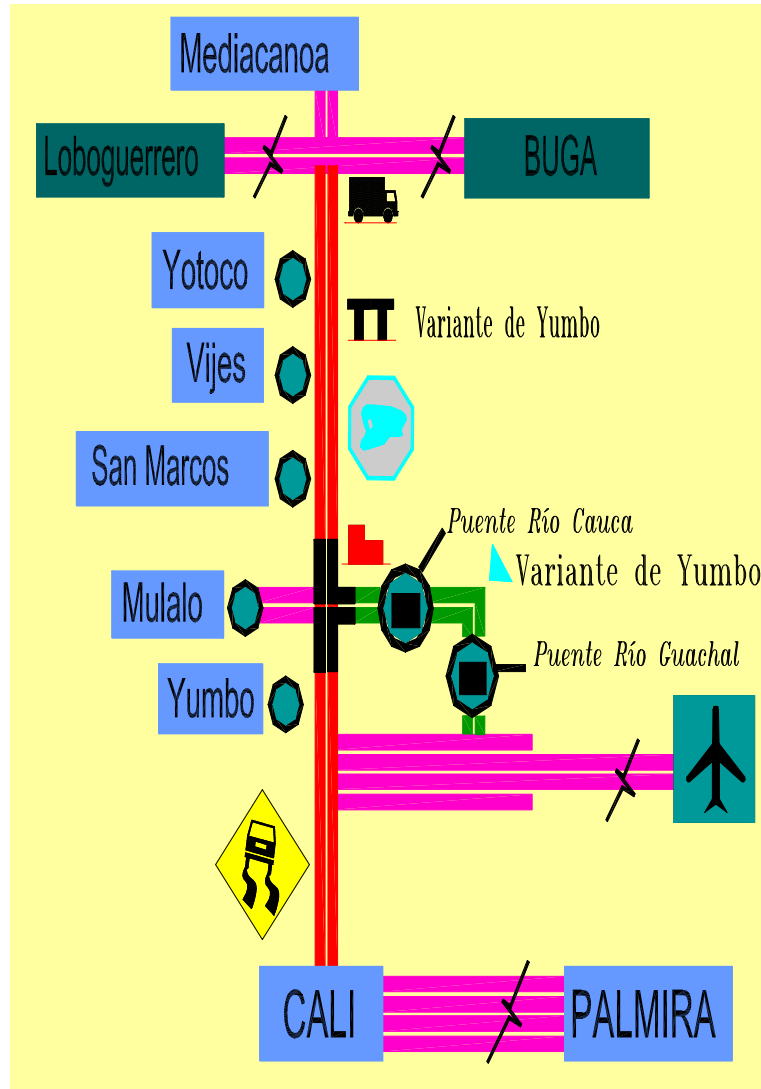 Mediacanoa
Loboguerrero
BUGA
Yotoco
Variante de Yumbo
Vijes
San Marcos
Puente Río Cauca
Variante de Yumbo
Mulalo
Puente Río Guachal
Yumbo
CALI
PALMIRA